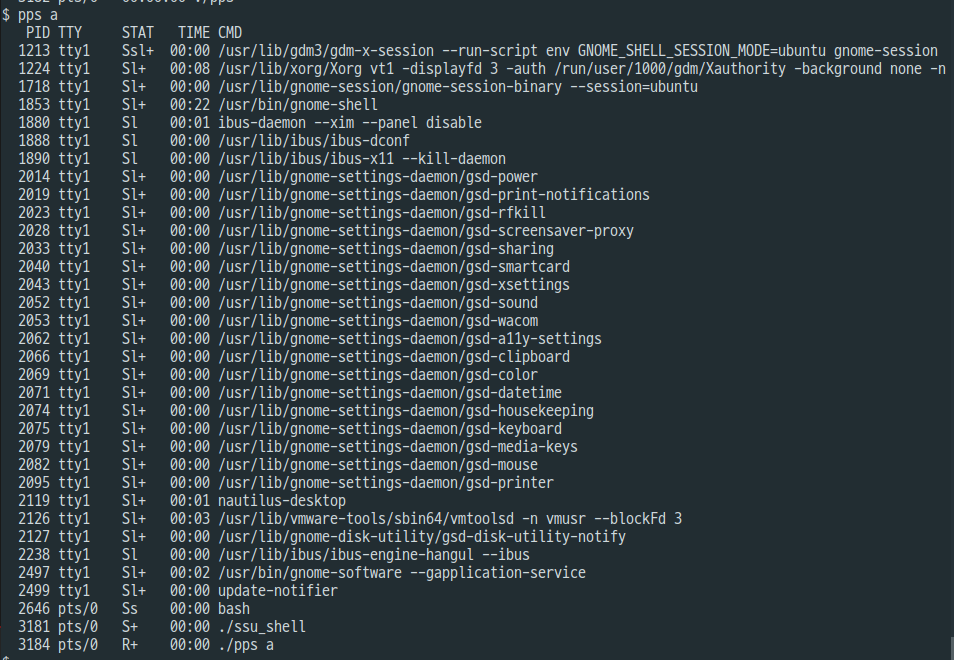 $ pps a
PID TTY STAT TIME CMD
1213 tty1 Ssl+ 00:00 /usr/lib/gdm3/gdm-x-session --run-script env GNOME_SHELL_SESSION_MODE=ubuntu gnome-session
1224 tty1 Sl+ 00:08 /usr/lib/xorg/Xorg vt1 -displayfd 3 -auth /run/user/1000/gdm/Xauthority -background none -n
1718 tty1 Sl+ 00:00 /usr/lib/gnome-session/gnome-session-binary --session=ubuntu
1853 tty1 Sl+ 00:22 /usr/bin/gnome-shell
1880 tty1 Sl 00:01 ibus-daemon --xim --panel disable
1888 tty1 Sl 00:00 /usr/lib/ibus/ibus-dconf
1890 tty1 Sl 00:00 /usr/lib/ibus/ibus-x11 --kill-daemon
2014 tty1 Sl+ 00:00 /usr/lib/gnome-settings-daemon/gsd-power
2019 tty1 Sl+ 00:00 /usr/lib/gnome-settings-daemon/gsd-print-notifications
2023 tty1 Sl+ 00:00 /usr/lib/gnome-settings-daemon/gsd-rfkill
2028 tty1 Sl+ 00:00 /usr/lib/gnome-settings-daemon/gsd-screensaver-proxy
2033 tty1 Sl+ 00:00 /usr/lib/gnome-settings-daemon/gsd-sharing
2040 tty1 Sl+ 00:00 /usr/lib/gnome-settings-daemon/gsd-smartcard
2043 tty1 Sl+ 00:00 /usr/lib/gnome-settings-daemon/gsd-xsettings
2052 tty1 Sl+ 00:00 /usr/lib/gnome-settings-daemon/gsd-sound
2053 tty1 Sl+ 00:00 /usr/lib/gnome-settings-daemon/gsd-wacom
2062 tty1 Sl+ 00:00 /usr/lib/gnome-settings-daemon/gsd-a11y-settings
2066 tty1 Sl+ 00:00 /usr/lib/gnome-settings-daemon/gsd-clipboard
2069 tty1 Sl+ 00:00 /usr/lib/gnome-settings-daemon/gsd-color
2071 tty1 Sl+ 00:00 /usr/lib/gnome-settings-daemon/gsd-datetime
2074 tty1 Sl+ 00:00 /usr/lib/gnome-settings-daemon/gsd-housekeeping
2075 tty1 Sl+ 00:00 /usr/lib/gnome-settings-daemon/gsd-keyboard
2079 tty1 Sl+ 00:00 /usr/lib/gnome-settings-daemon/gsd-media-keys
2082 tty1 Sl+ 00:00 /usr/lib/gnome-settings-daemon/gsd-mouse
2095 tty1 Sl+ 00:00 /usr/lib/gnome-settings-daemon/gsd-printer
2119 tty1 Sl+ 00:01 nautilus-desktop
2126 tty1 Sl+ 00:03 /usr/lib/vmware-tools/sbin64/vmtoolsd -n vmusr --blockFd 3
2127 tty1 Sl+ 00:00 /usr/lib/gnome-disk-utility/gsd-disk-utility-notify
2238 tty1 Sl 00:00 /usr/lib/ibus/ibus-engine-hangul --ibus
2497 tty1 Sl+ 00:02 /usr/bin/gnome-software --gapplication-service
2499 tty1 Sl+ 00:00 update-notifier
2646 pts/0 Ss 00:00 bash
3181 pts/0 S+ 00:00 ./ssu_shell
3184 pts/0 R+ 00:00 ./pps a